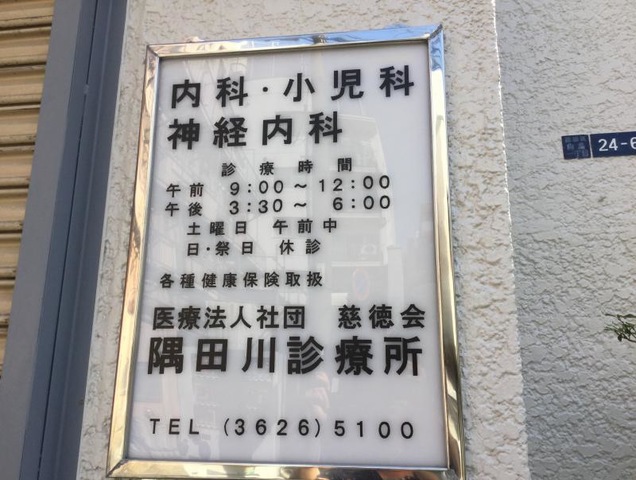 内科・小児科
神経内科
診療時間
午前 9:00～12:00
午後 3:30～ 6:00
土曜日 午前中
日・祭日 休診
各種健康保険取扱
医療法人社団 慈徳会
隅田川診療所
TEL (3626)5100
24-6